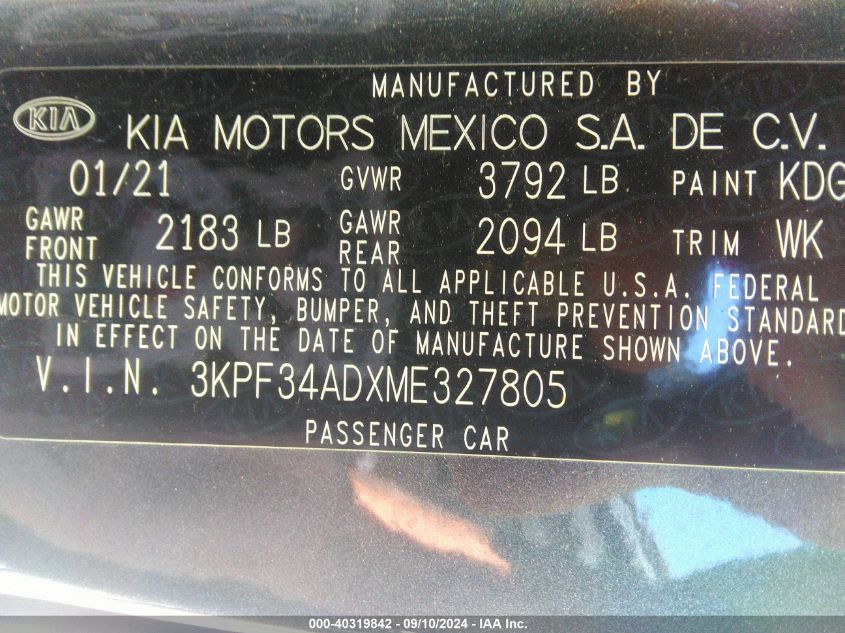 MANUFACTURED BY
KIA KIA MOTORS MEXICO S.A. DE C.V.
01/21 GVWR 3792 LB PAINT KDG
GAWR FRONT 2183 LB GAWR REAR 2094 LB TRIM WK
THIS VEHICLE CONFORMS TO ALL APPLICABLE U.S.A. FEDERAL
MOTOR VEHICLE SAFETY, BUMPER, AND THEFT PREVENTION STANDARD
IN EFFECT ON THE DATE OF MANUFACTURE SHOWN ABOVE.
V.I.N. 3KPF34ADXME327805
PASSENGER CAR
000-40319842 - 09/10/2024 - IAA Inc.